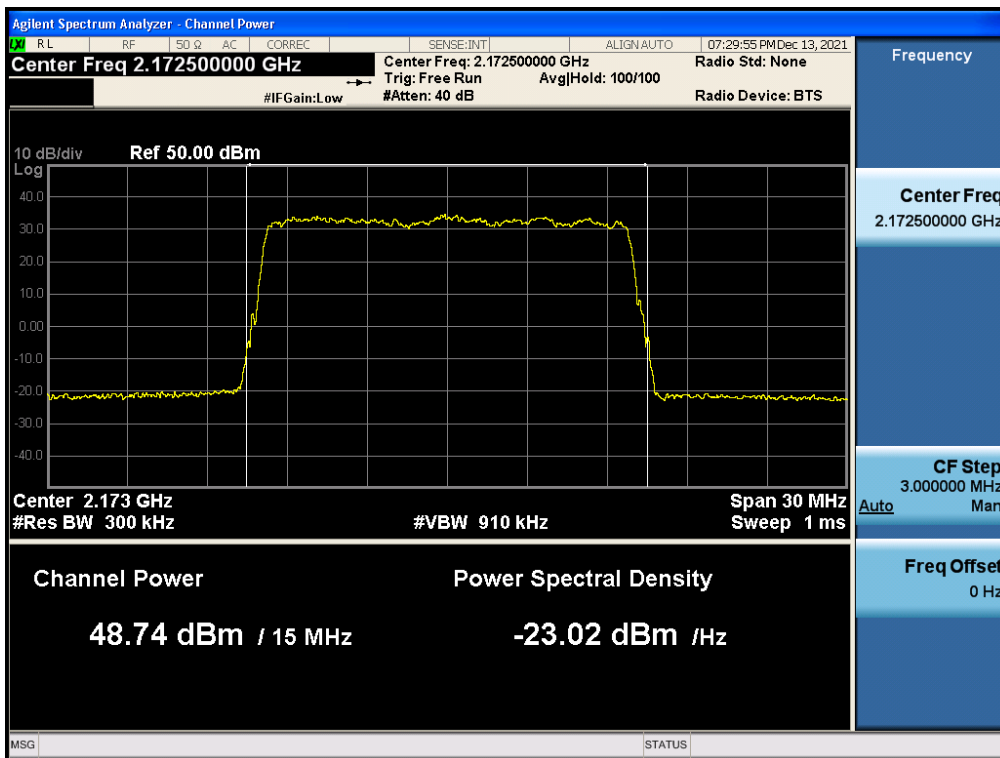 Agilent Spectrum Analyzer - Channel Power
LXI RL RF 50 Ω AC CORREC SENSE:INT ALIGN AUTO 07:29:55 PM Dec 13, 2021
Center Freq 2.172500000 GHz Center Freq: 2.172500000 GHz Radio Std: None Frequency
Trig: Free Run Avg|Hold: 100/100
#IFGain:Low #Atten: 40 dB Radio Device: BTS
10 dB/div Ref 50.00 dBm
Log
40.0
30.0
20.0
10.0
0.00
-10.0
-20.0
-30.0
-40.0
Center 2.173 GHz Span 30 MHz
#Res BW 300 kHz #VBW 910 kHz Sweep 1 ms
Channel Power Power Spectral Density
48.74 dBm / 15 MHz -23.02 dBm /Hz
Center Freq
2.172500000 GHz
CF Step
3.000000 MHz
Auto Man
Freq Offset
0 Hz
MSG STATUS